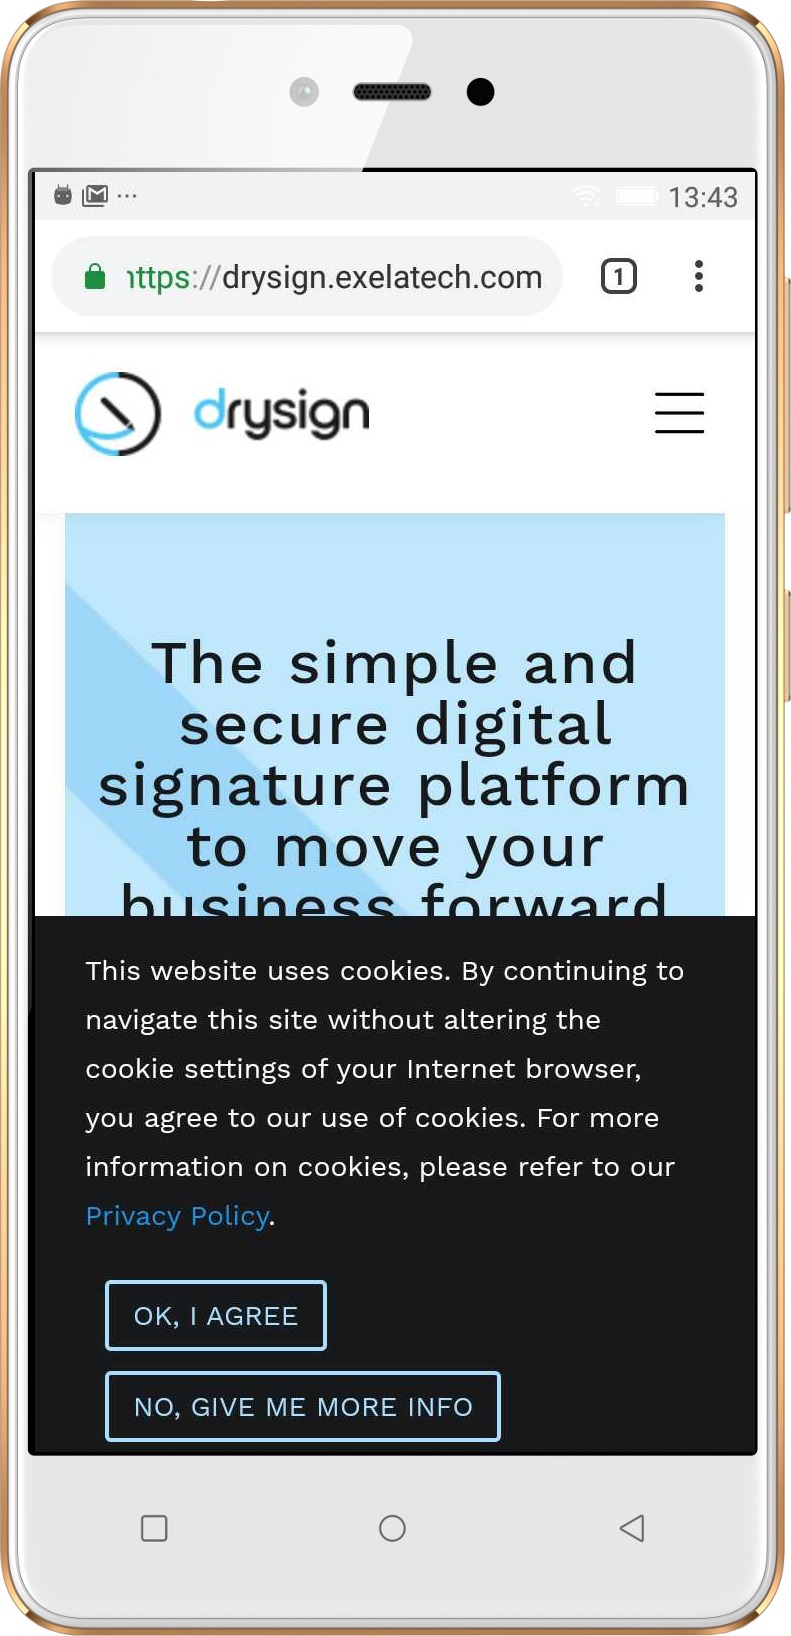 13:43
https://drysign.exelatech.com
1
drysign
The simple and
secure digital
signature platform
to move your
business forward
This website uses cookies. By continuing to
navigate this site without altering the
cookie settings of your Internet browser,
you agree to our use of cookies. For more
information on cookies, please refer to our
Privacy Policy.
OK, I AGREE
NO, GIVE ME MORE INFO